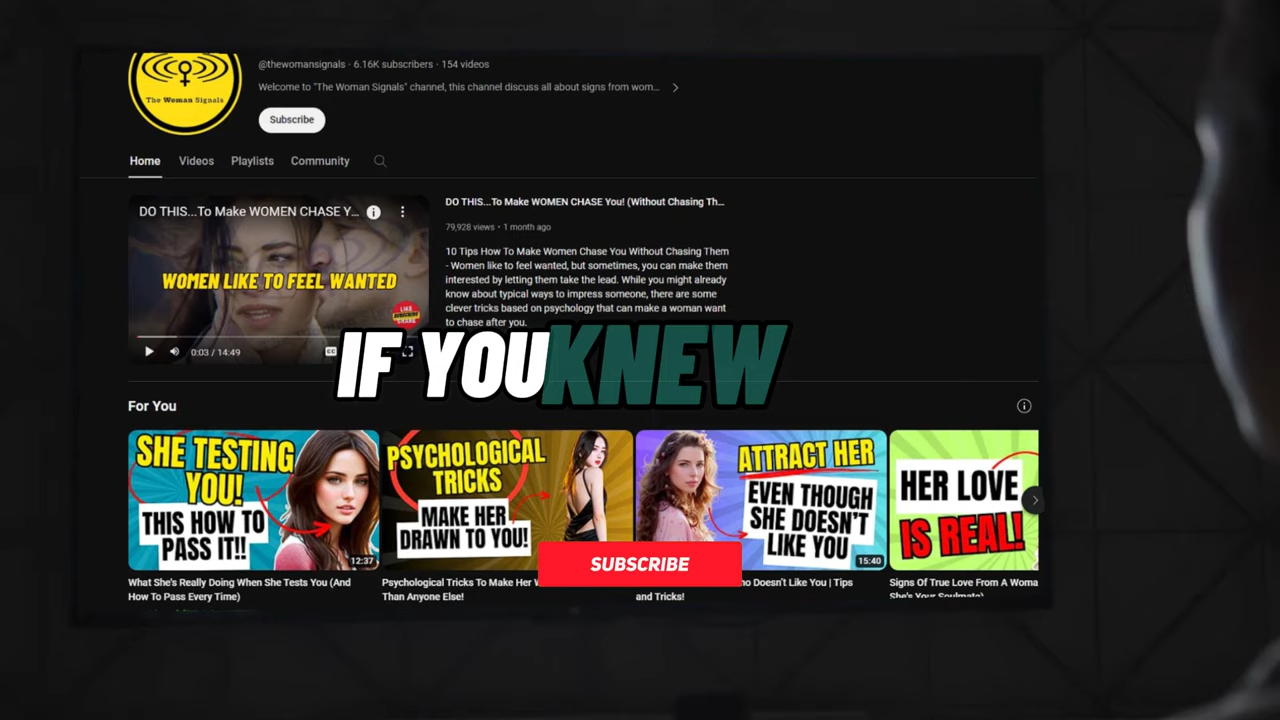 The Woman Signals
@thewomansignals · 6.16K subscribers · 154 videos
Welcome to "The Woman Signals" channel, this channel discuss all about signs from wom...
Subscribe
Home Videos Playlists Community
DO THIS...To Make WOMEN CHASE Y...
WOMEN LIKE TO FEEL WANTED
LIKE
SHARE
0:03 / 14:49
DO THIS...To Make WOMEN CHASE You! (Without Chasing Th...
79,928 views · 1 month ago
10 Tips How To Make Women Chase You Without Chasing Them
- Women like to feel wanted, but sometimes, you can make them
interested by letting them take the lead. While you might already
know about typical ways to impress someone, there are some
clever tricks based on psychology that can make a woman want
to chase after you.
IF YOU KNEW
For You
SHE TESTING
YOU!
THIS HOW TO
PASS IT!!
12:37
What She's Really Doing When She Tests You (And
How To Pass Every Time)
PSYCHOLOGICAL
TRICKS
MAKE HER
DRAWN TO YOU!
Psychological Tricks To Make Her
Than Anyone Else!
ATTRACT HER
EVEN THOUGH
SHE DOESN'T
LIKE YOU
15:40
Doesn't Like You | Tips
and Tricks!
HER LOVE
IS REAL!
Signs Of True Love From A Woma
She's Your Soulmate)
SUBSCRIBE